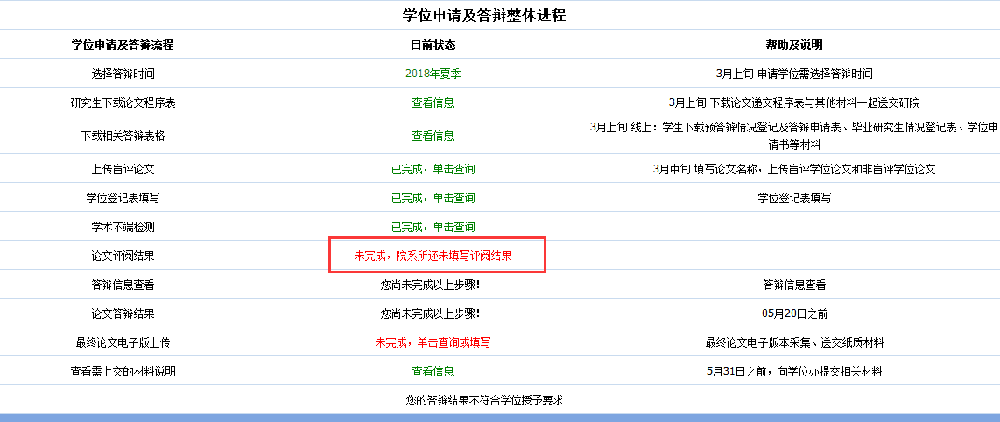 学位申请及答辩整体进程
学位申请及答辩流程 目前状态 帮助及说明
选择答辩时间 2018年夏季 3月上旬 申请学位需选择答辩时间
研究生下载论文程序表 查看信息 3月上旬 下载论文递交程序表与其他材料一起送交研院
下载相关答辩表格 查看信息 3月上旬 线上：学生下载预答辩情况登记及答辩申请表、毕业研究生情况登记表、学位申
请书等材料
上传盲评论文 已完成，单击查询 3月中旬 填写论文名称，上传盲评学位论文和非盲评学位论文
学位登记表填写 已完成，单击查询 学位登记表填写
学术不端检测 已完成，单击查询
论文评阅结果 未完成，院系所还未填写评阅结果
答辩信息查看 您尚未完成以上步骤！ 答辩信息查看
论文答辩结果 您尚未完成以上步骤！ 05月20日之前
最终论文电子版上传 未完成，单击查询或填写 最终论文电子版本采集、送交纸质材料
查看需上交的材料说明 查看信息 5月31日之前，向学位办提交相关材料
您的答辩结果不符合学位授予要求